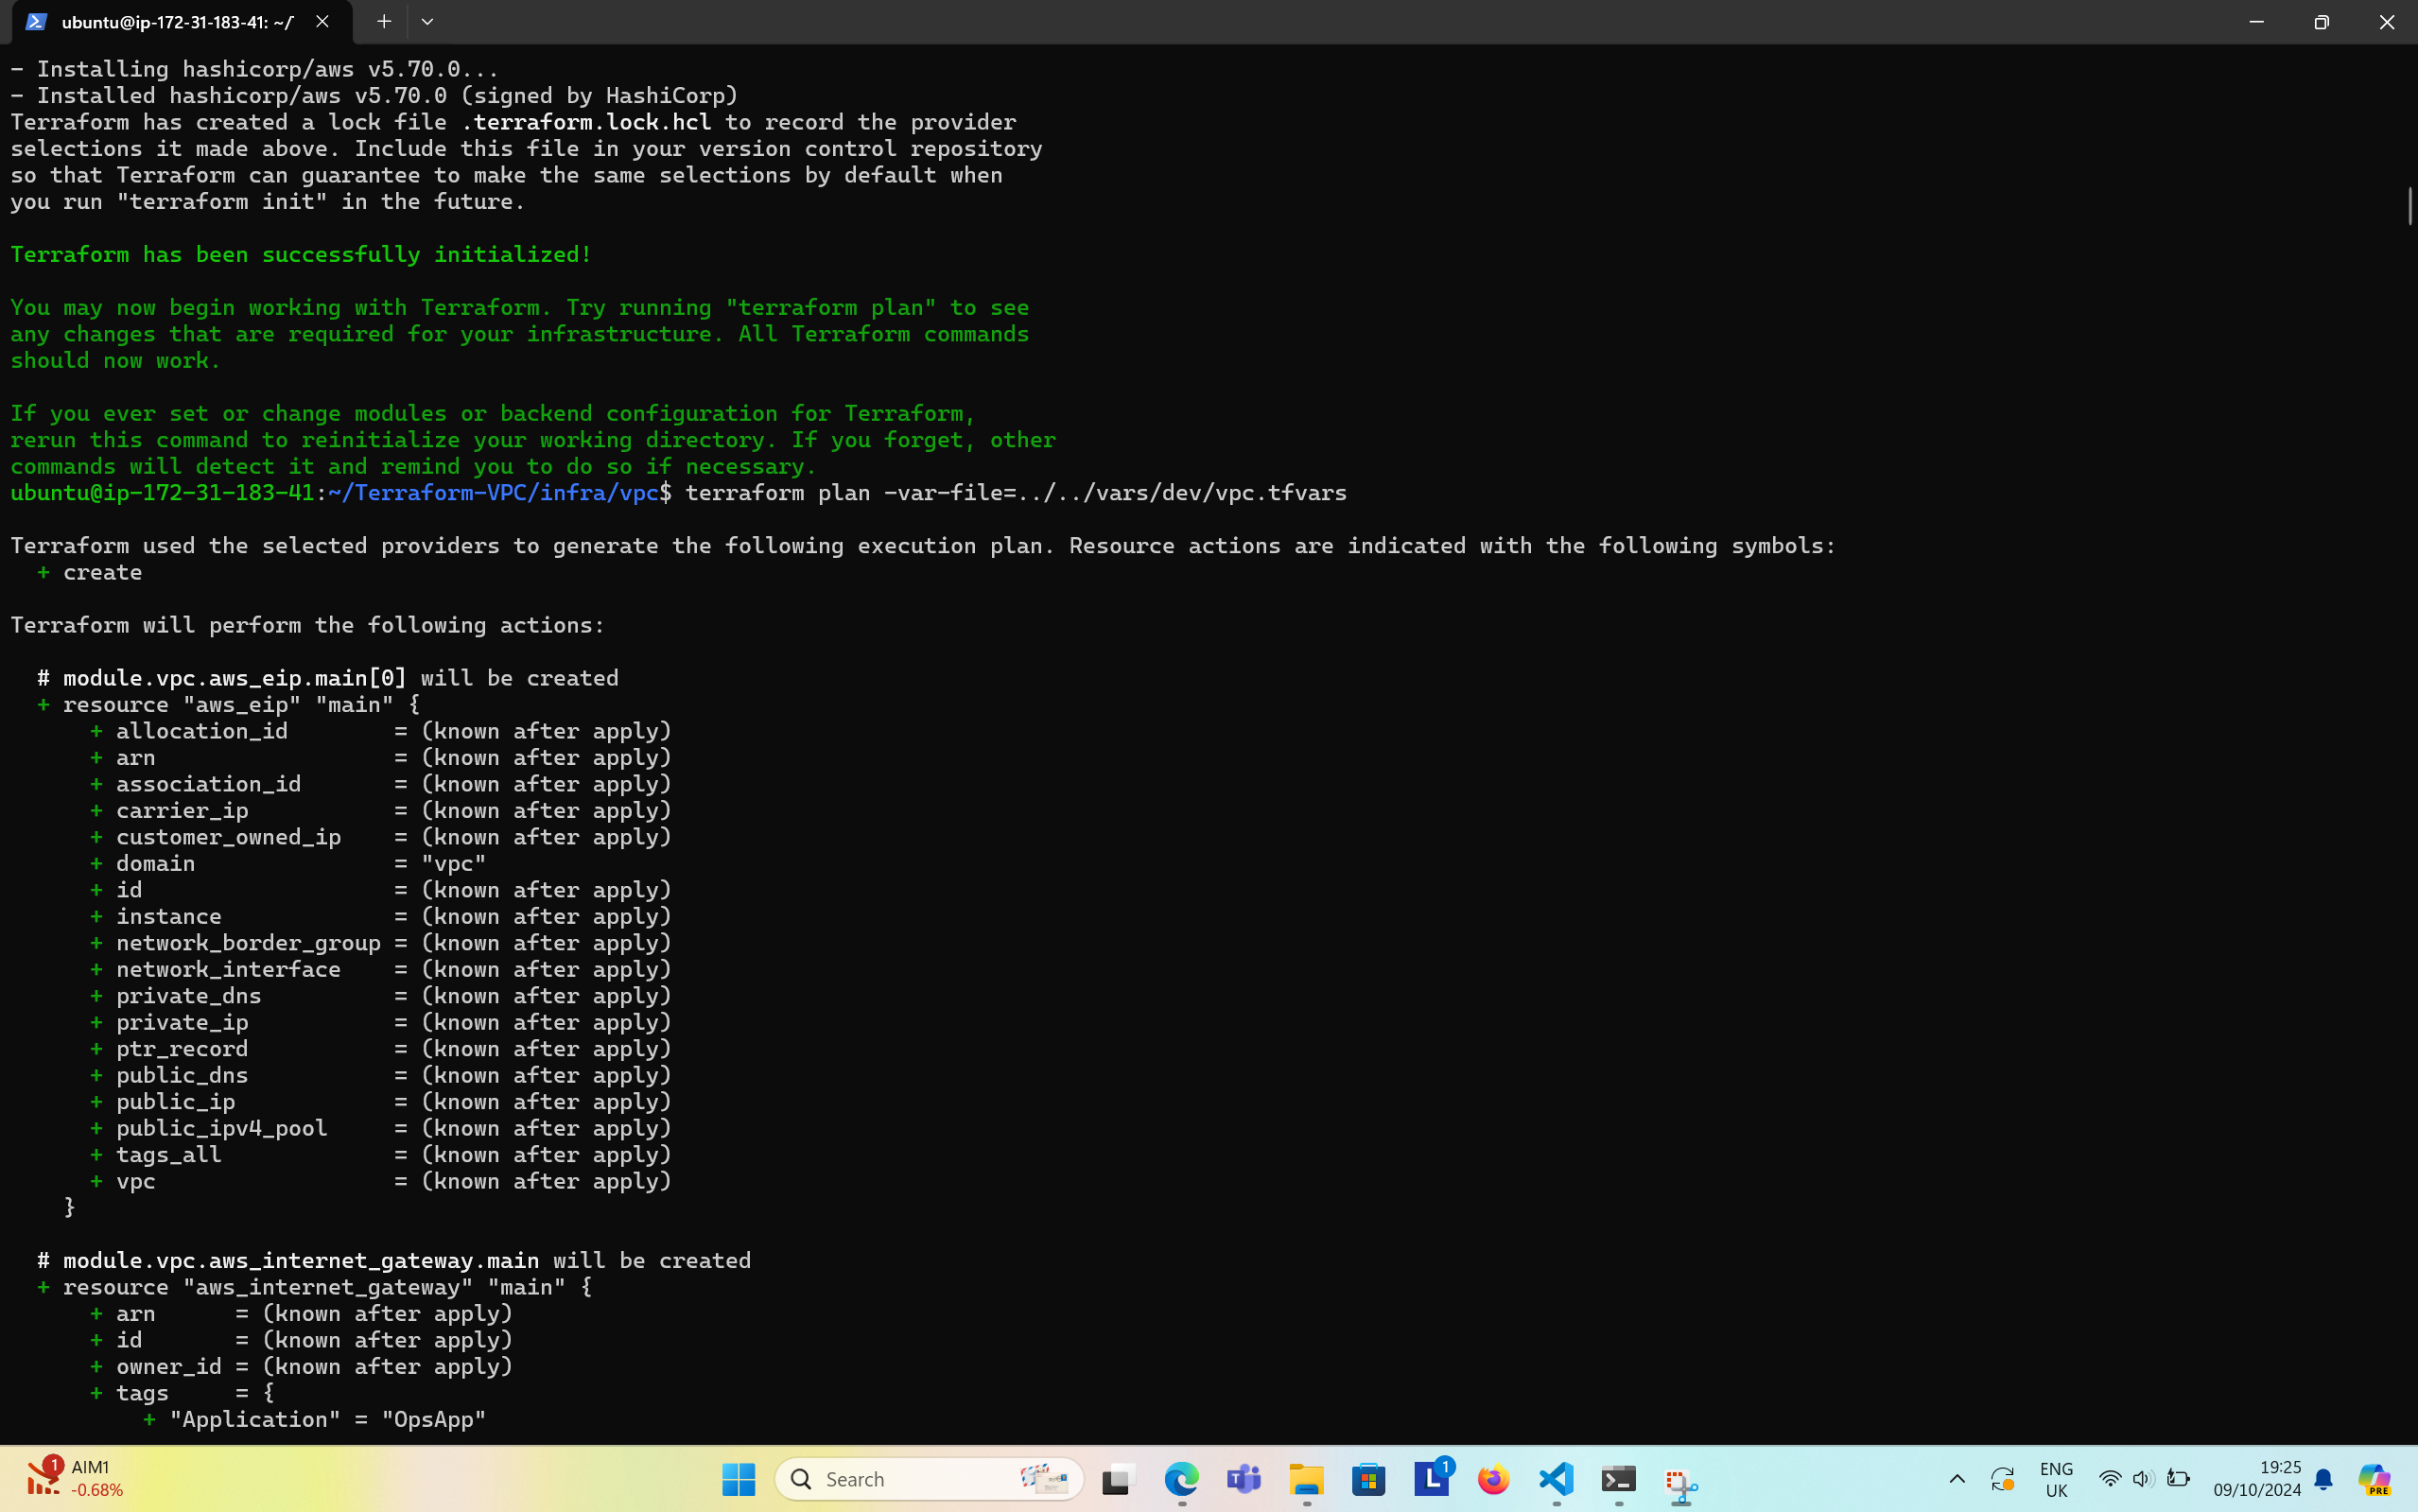 ubuntu@ip-172-31-183-41: ~/
- Installing hashicorp/aws v5.70.0...
- Installed hashicorp/aws v5.70.0 (signed by HashiCorp)
Terraform has created a lock file .terraform.lock.hcl to record the provider
selections it made above. Include this file in your version control repository
so that Terraform can guarantee to make the same selections by default when
you run "terraform init" in the future.
Terraform has been successfully initialized!
You may now begin working with Terraform. Try running "terraform plan" to see
any changes that are required for your infrastructure. All Terraform commands
should now work.
If you ever set or change modules or backend configuration for Terraform,
rerun this command to reinitialize your working directory. If you forget, other
commands will detect it and remind you to do so if necessary.
ubuntu@ip-172-31-183-41:~/Terraform-VPC/infra/vpc$ terraform plan -var-file=../../vars/dev/vpc.tfvars
Terraform used the selected providers to generate the following execution plan. Resource actions are indicated with the following symbols:
+ create
Terraform will perform the following actions:
# module.vpc.aws_eip.main[0] will be created
+ resource "aws_eip" "main" {
+ allocation_id = (known after apply)
+ arn = (known after apply)
+ association_id = (known after apply)
+ carrier_ip = (known after apply)
+ customer_owned_ip = (known after apply)
+ domain = "vpc"
+ id = (known after apply)
+ instance = (known after apply)
+ network_border_group = (known after apply)
+ network_interface = (known after apply)
+ private_dns = (known after apply)
+ private_ip = (known after apply)
+ ptr_record = (known after apply)
+ public_dns = (known after apply)
+ public_ip = (known after apply)
+ public_ipv4_pool = (known after apply)
+ tags_all = (known after apply)
+ vpc = (known after apply)
}
# module.vpc.aws_internet_gateway.main will be created
+ resource "aws_internet_gateway" "main" {
+ arn = (known after apply)
+ id = (known after apply)
+ owner_id = (known after apply)
+ tags = {
+ "Application" = "OpsApp"
1
AIM1
-0.68%
Search
L
1
ENG
UK
19:25
09/10/2024
PRE